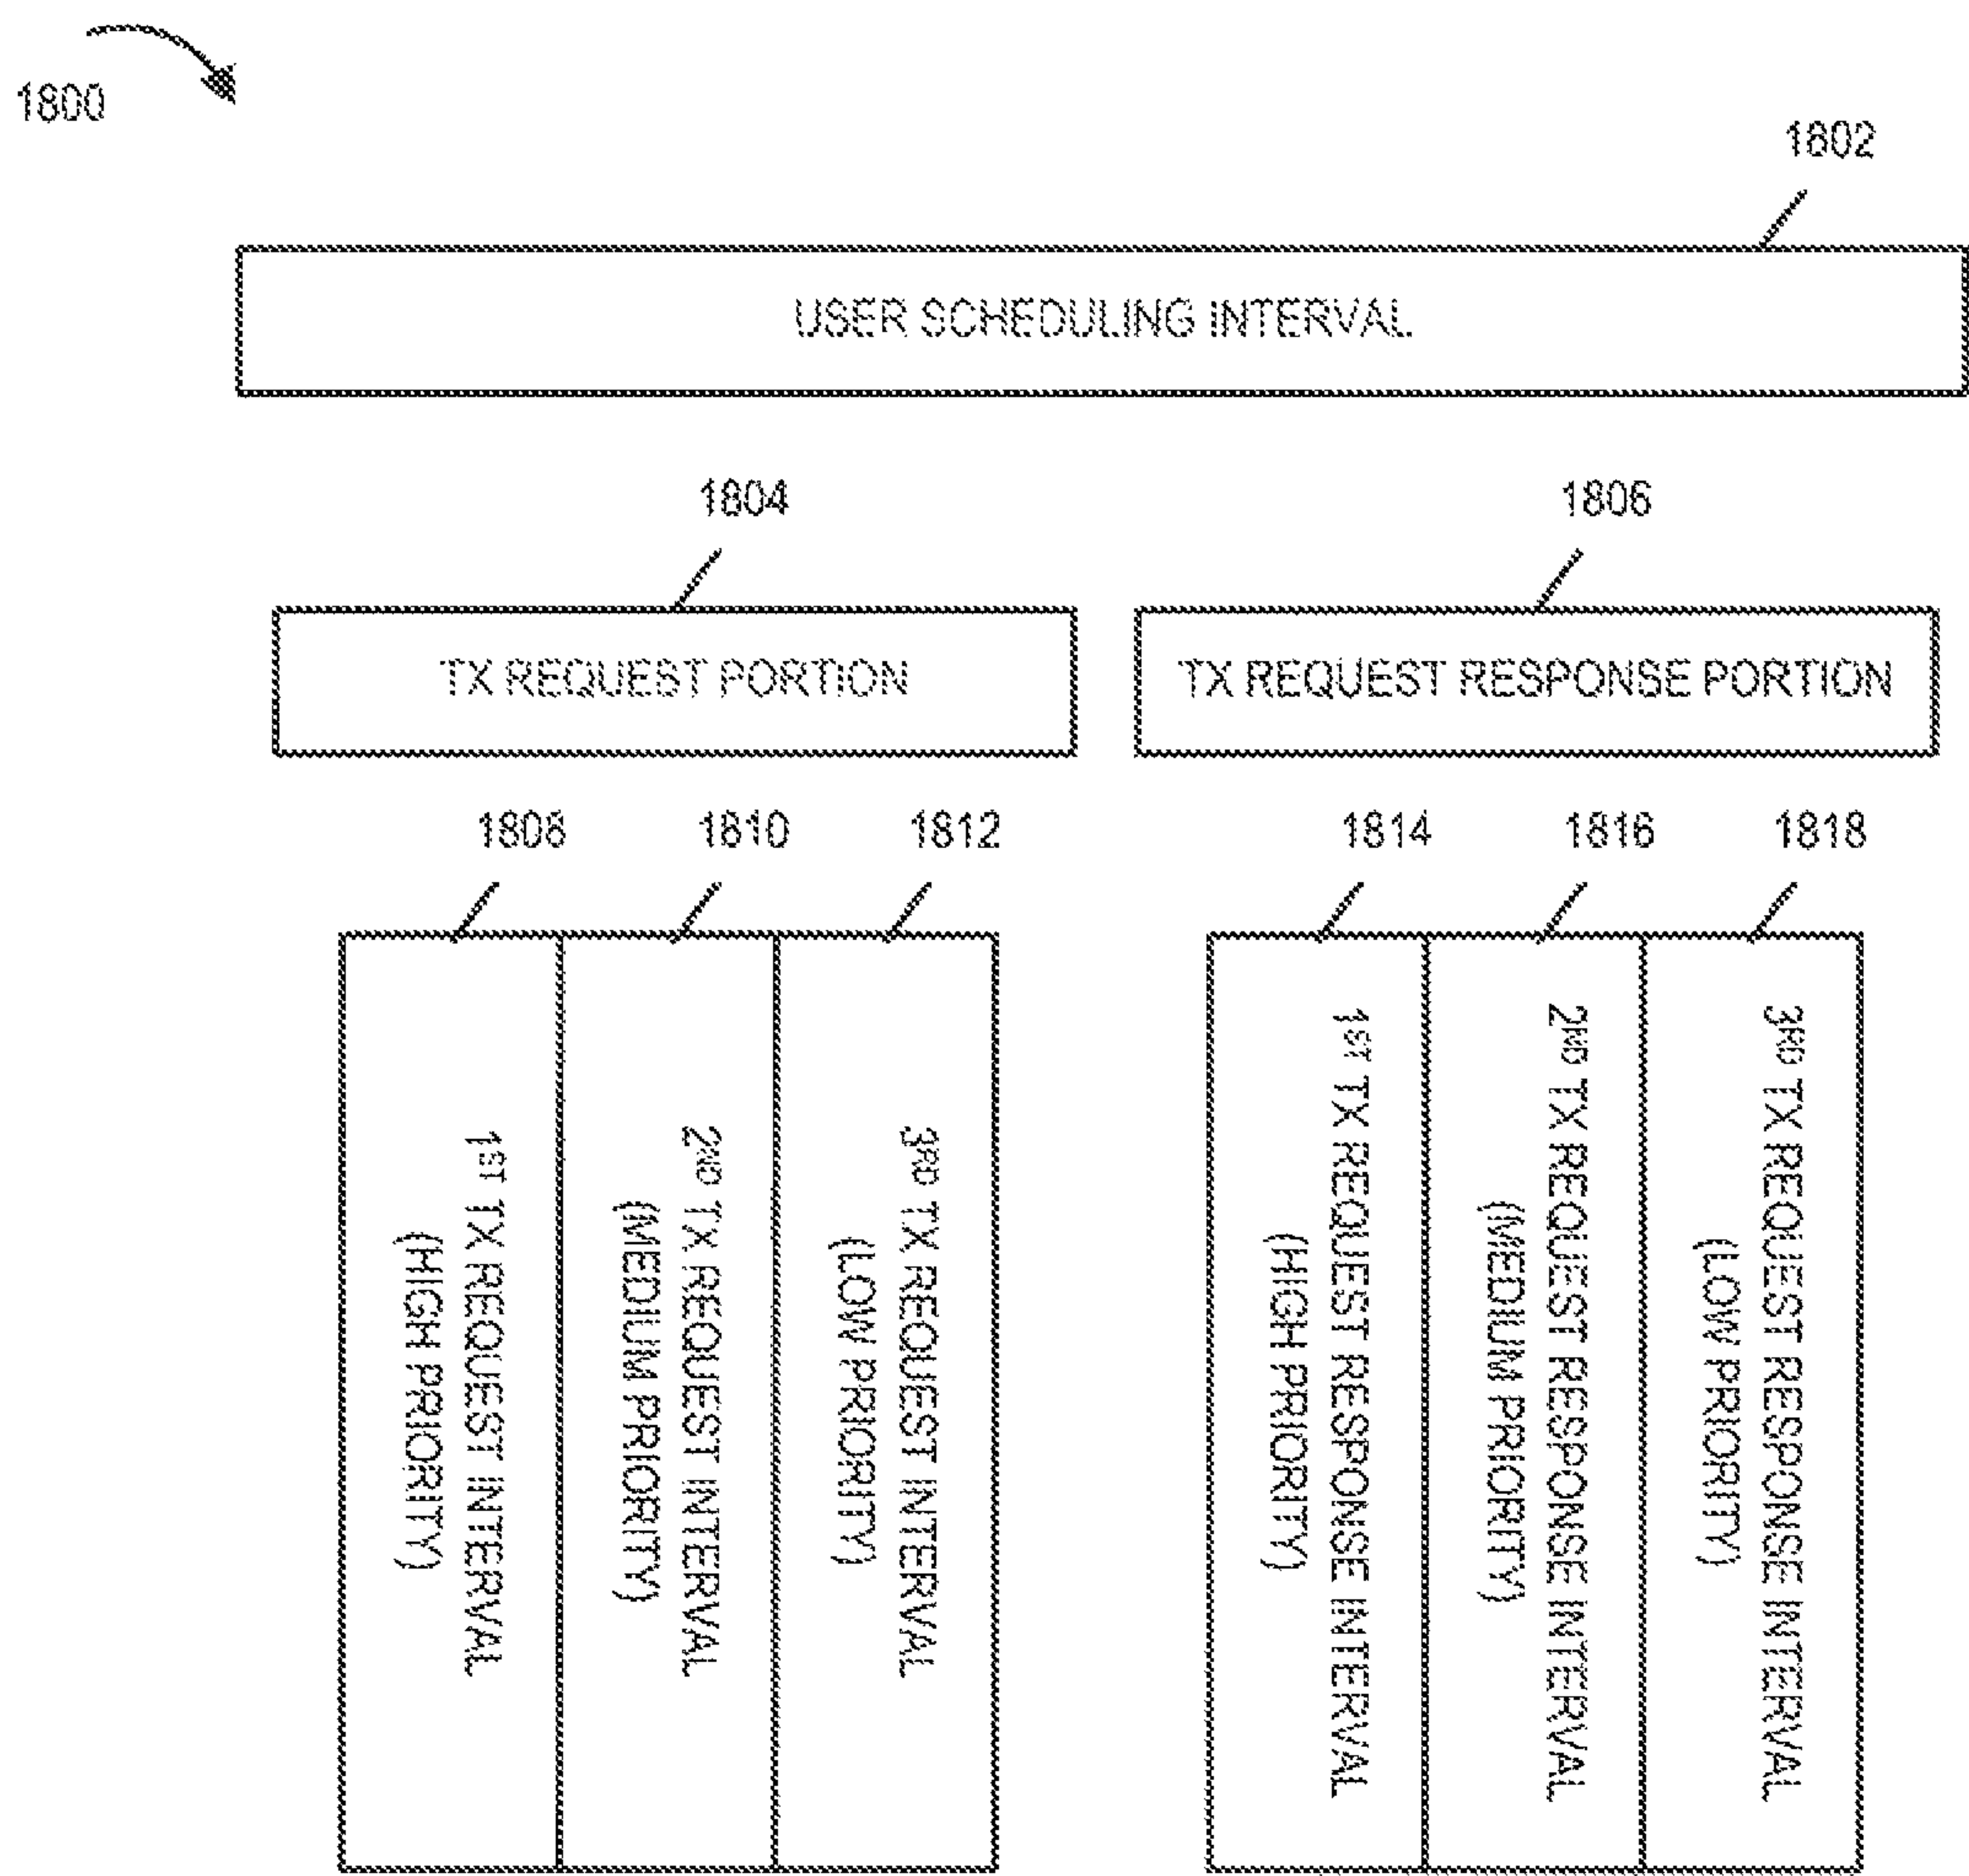 1800
1802
USER SCHEDULING INTERVAL
1804
1806
TX REQUEST PORTION
TX REQUEST RESPONSE PORTION
1808
1810
1812
1814
1816
1818
1ST TX REQUEST INTERVAL
(HIGH PRIORITY)
2ND TX REQUEST INTERVAL
(MEDIUM PRIORITY)
3RD TX REQUEST INTERVAL
(LOW PRIORITY)
1ST TX REQUEST RESPONSE INTERVAL
(HIGH PRIORITY)
2ND TX REQUEST RESPONSE INTERVAL
(MEDIUM PRIORITY)
3RD TX REQUEST RESPONSE INTERVAL
(LOW PRIORITY)